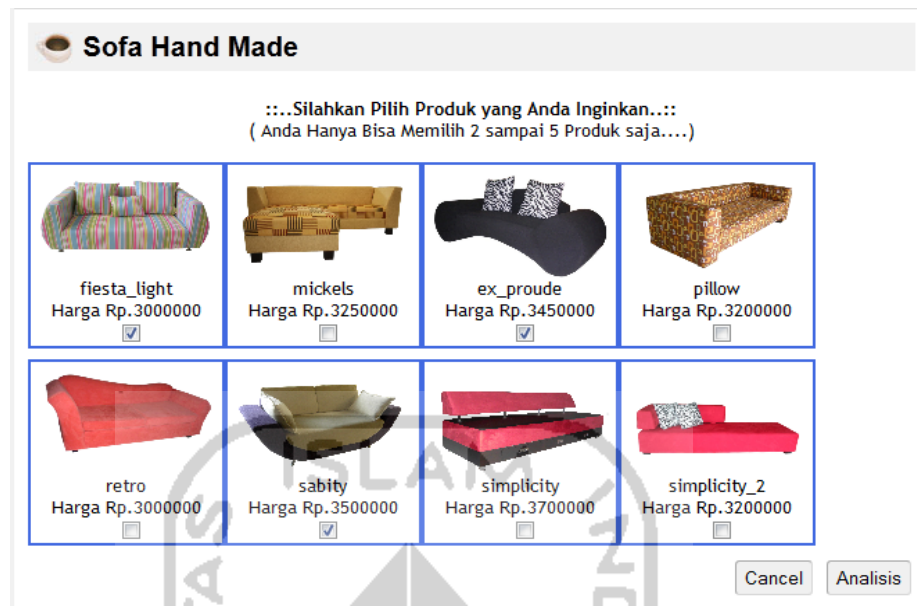 Sofa Hand Made
::..Silahkan Pilih Produk yang Anda Inginkan..::
( Anda Hanya Bisa Memilih 2 sampai 5 Produk saja....)
fiesta_light
Harga Rp.3000000
mickels
Harga Rp.3250000
ex_proude
Harga Rp.3450000
pillow
Harga Rp.3200000
retro
Harga Rp.3000000
sabity
Harga Rp.3500000
simplicity
Harga Rp.3700000
simplicity_2
Harga Rp.3200000
ISLAM
Cancel
Analisis